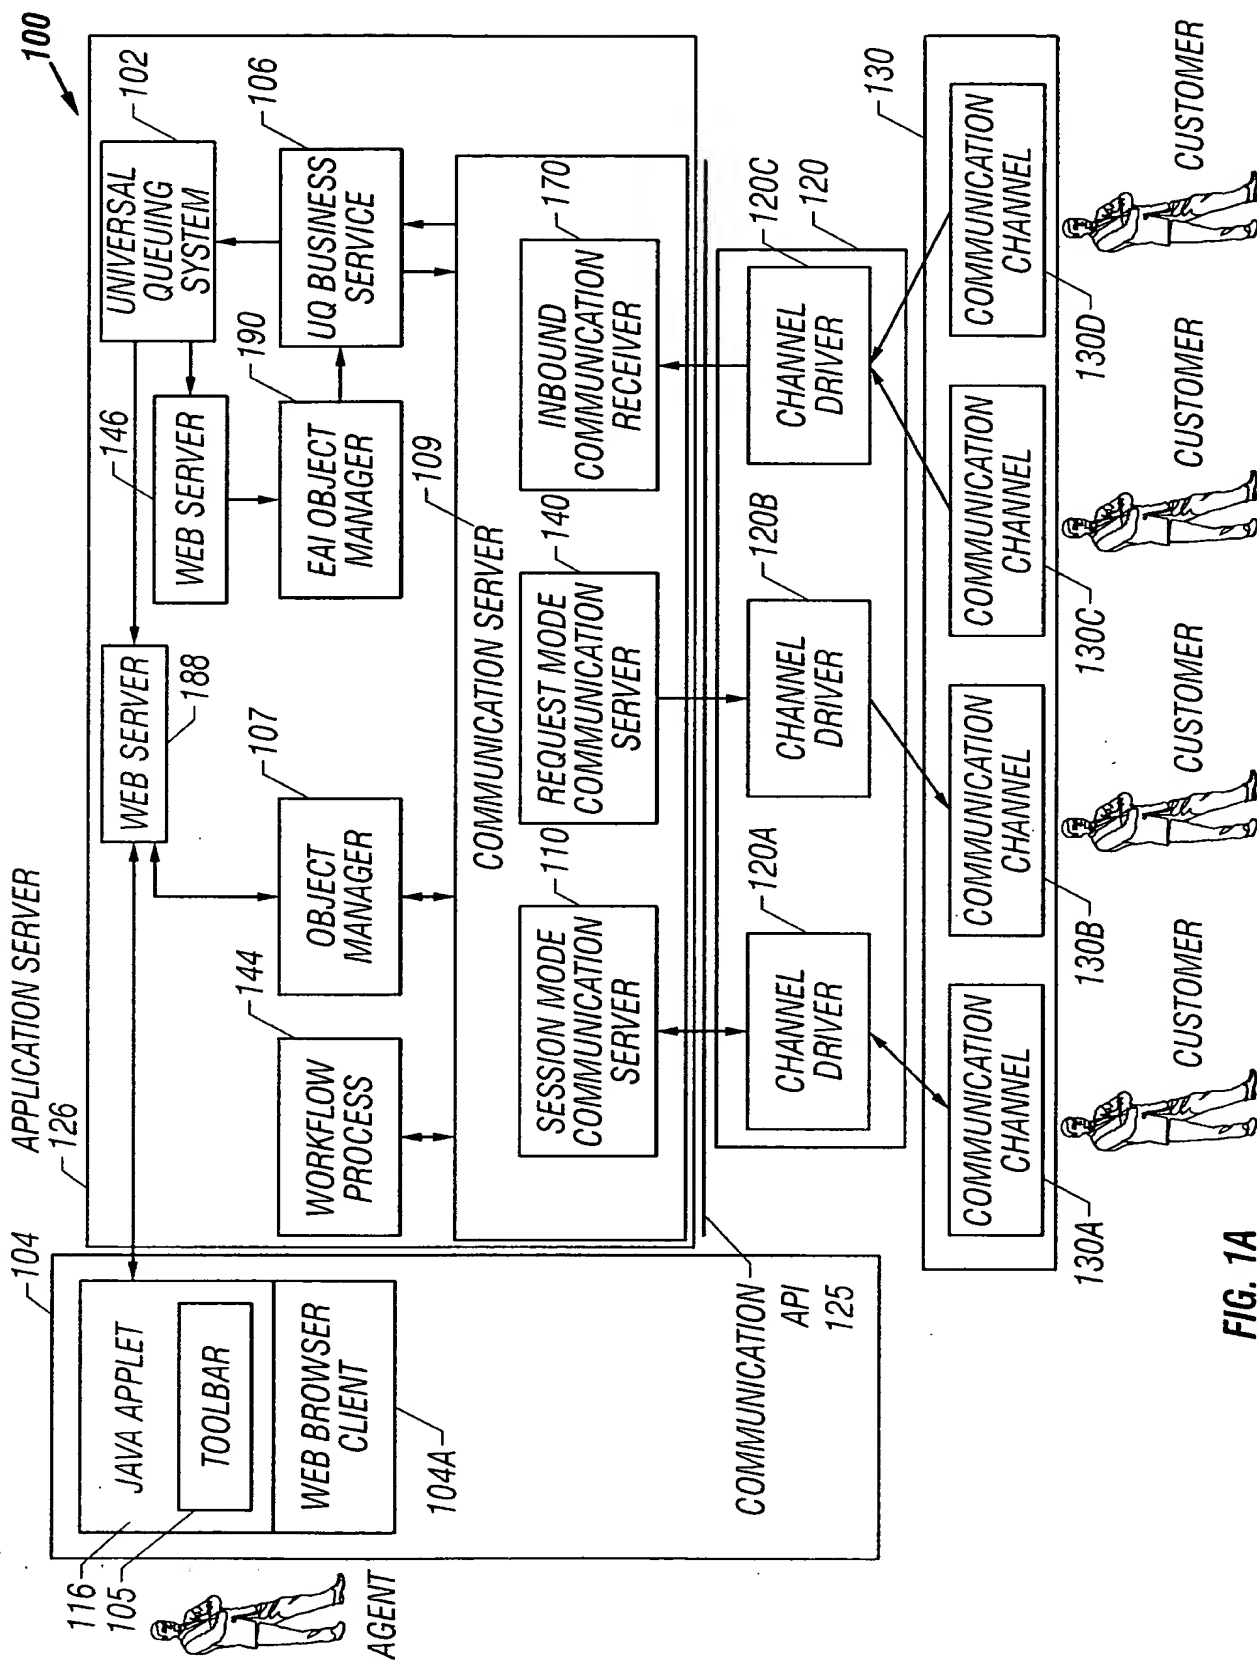 100
APPLICATION SERVER
126
104
JAVA APPLET
116
TOOLBAR
105
WEB BROWSER
CLIENT
104A
AGENT
WEB SERVER
188
146
WEB SERVER
UNIVERSAL
QUEUING
SYSTEM
102
WORKFLOW
PROCESS
144
OBJECT
MANAGER
107
EAI OBJECT
MANAGER
190
UQ BUSINESS
SERVICE
106
COMMUNICATION SERVER
109
SESSION MODE
COMMUNICATION
SERVER
110
REQUEST MODE
COMMUNICATION
SERVER
140
INBOUND
COMMUNICATION
RECEIVER
170
COMMUNICATION
API
125
CHANNEL
DRIVER
120A
CHANNEL
DRIVER
120B
CHANNEL
DRIVER
120C
120
130
COMMUNICATION
CHANNEL
130A
COMMUNICATION
CHANNEL
130B
COMMUNICATION
CHANNEL
130C
COMMUNICATION
CHANNEL
130D
CUSTOMER
CUSTOMER
CUSTOMER
CUSTOMER
FIG. 1A